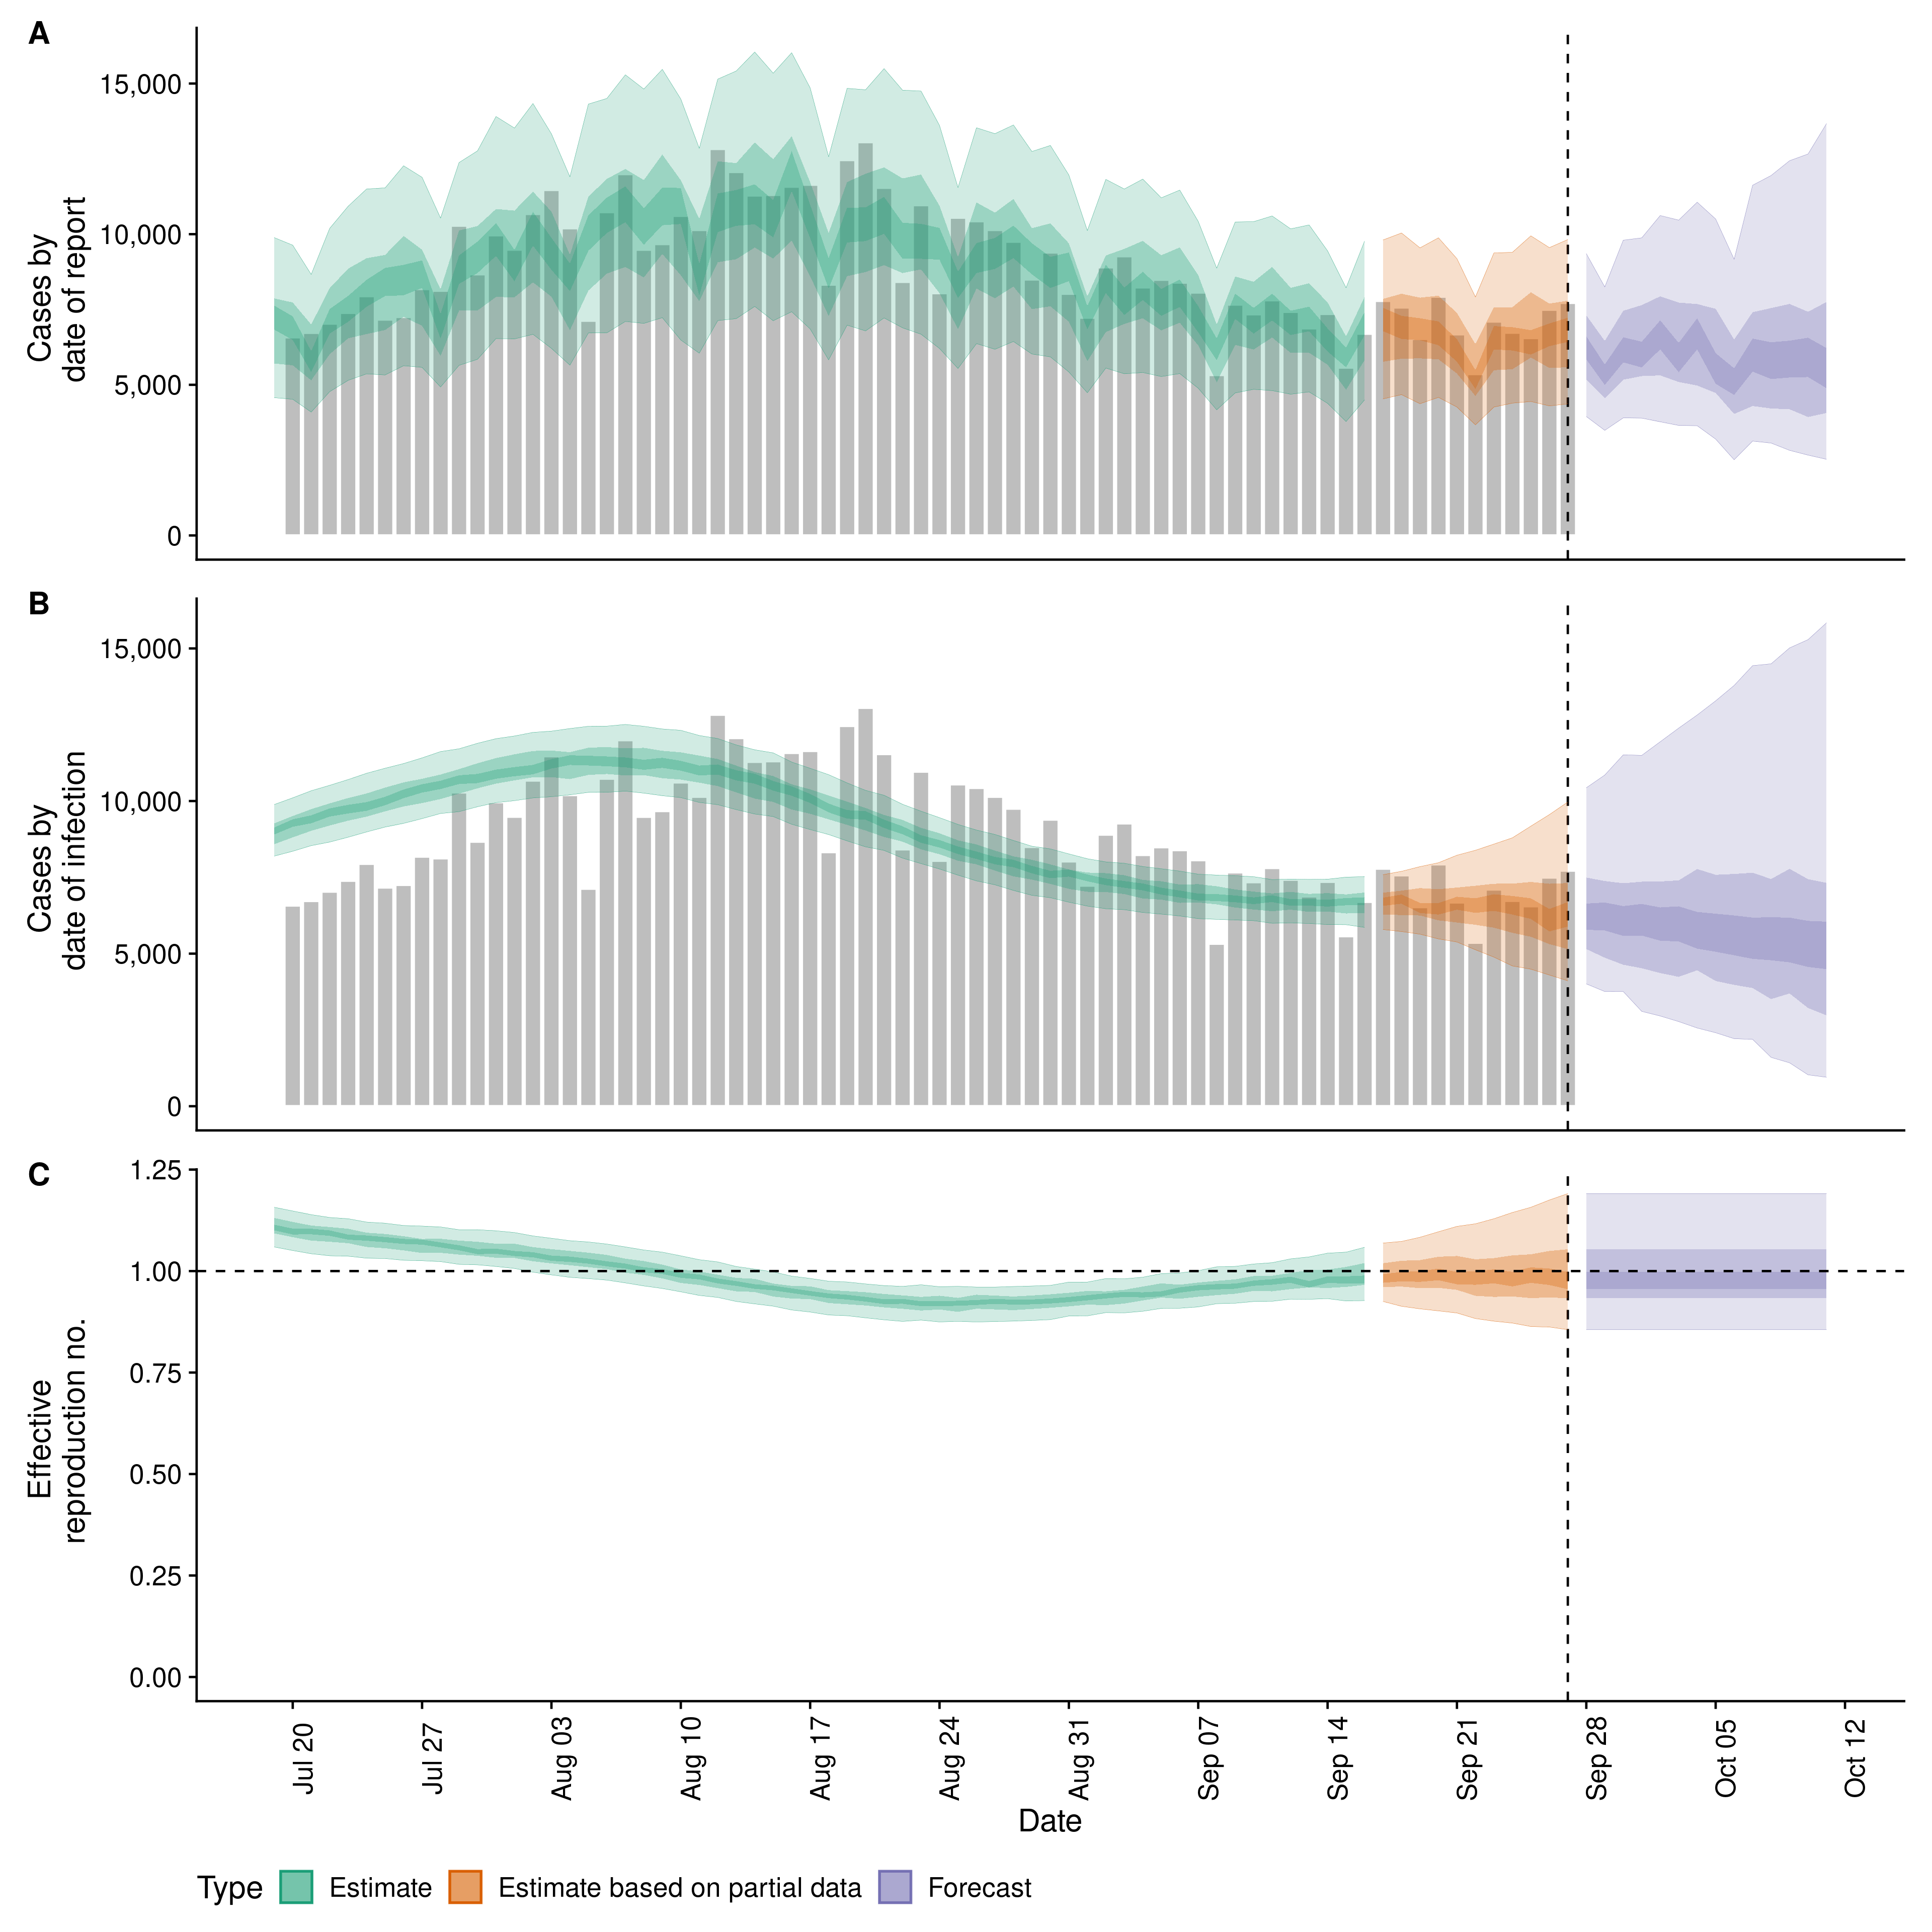 A
15,000
10,000
5,000
0
Cases by
date of report
B
15,000
10,000
5,000
0
Cases by
date of infection
C
1.25
1.00
0.75
0.50
0.25
0.00
Effective
reproduction no.
Jul 20
Jul 27
Aug 03
Aug 10
Aug 17
Aug 24
Aug 31
Sep 07
Sep 14
Sep 21
Sep 28
Oct 05
Oct 12
Date
Type Estimate Estimate based on partial data Forecast